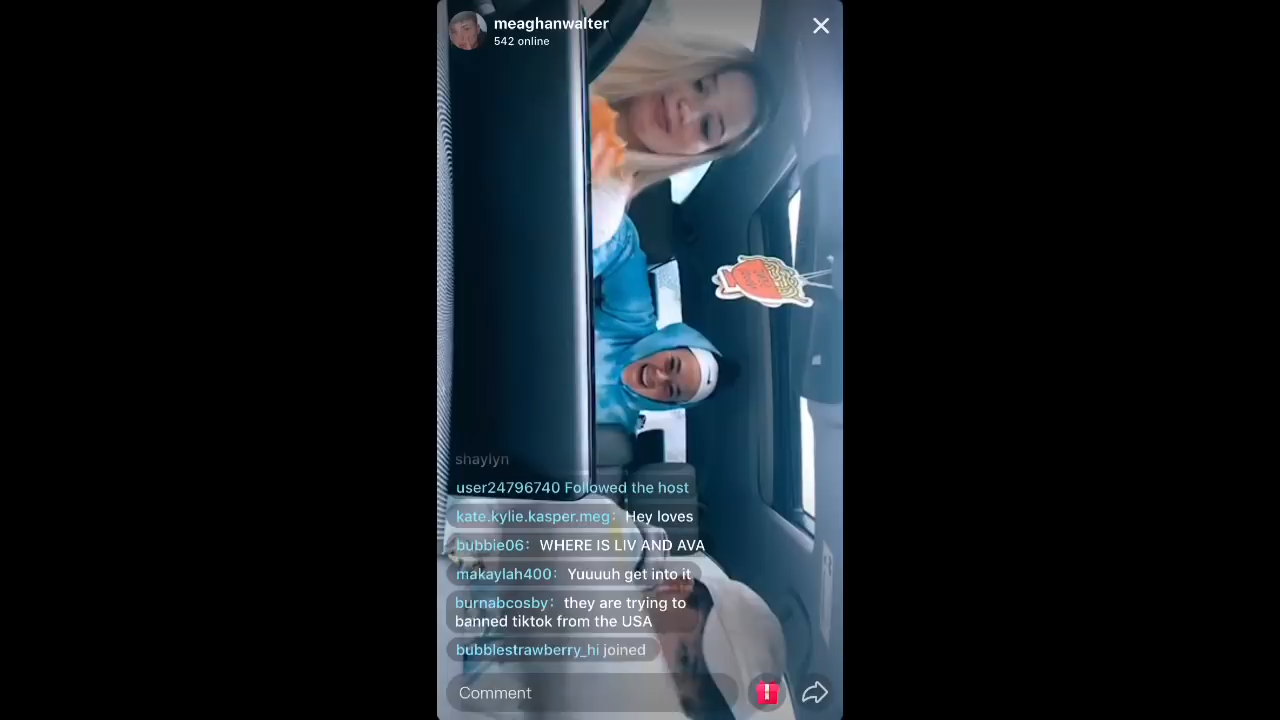 meaghanwalter
542 online
shaylyn
user24796740 Followed the host
kate.kylie.kasper.meg: Hey loves
bubbie06: WHERE IS LIV AND AVA
makaylah400: Yuuuuh get into it
burnabcosby: they are trying to
banned tiktok from the USA
bubblestrawberry_hi joined
Comment